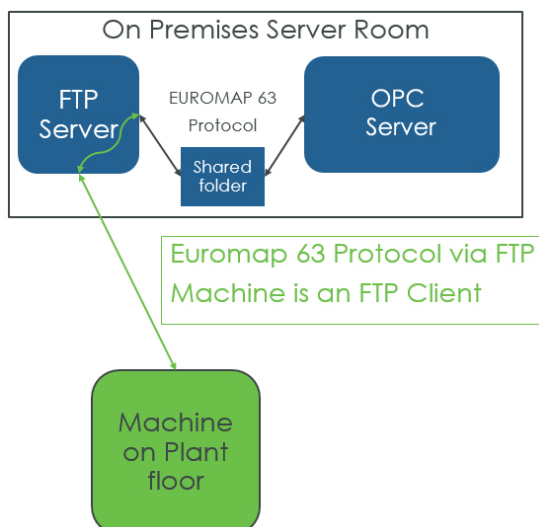 On Premises Server Room
FTP
Server
EUROMAP 63
Protocol
OPC
Server
Shared
folder
Euromap 63 Protocol via FTP
Machine is an FTP Client
Machine
on Plant
floor